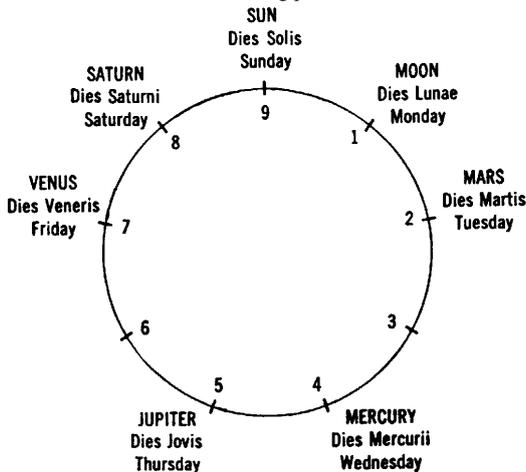 SUN
Dies Solis
Sunday
9
MOON
Dies Lunae
Monday
1
MARS
Dies Martis
Tuesday
2
3
4
MERCURY
Dies Mercurii
Wednesday
5
JUPITER
Dies Jovis
Thursday
6
VENUS
Dies Veneris
Friday
7
SATURN
Dies Saturni
Saturday
8